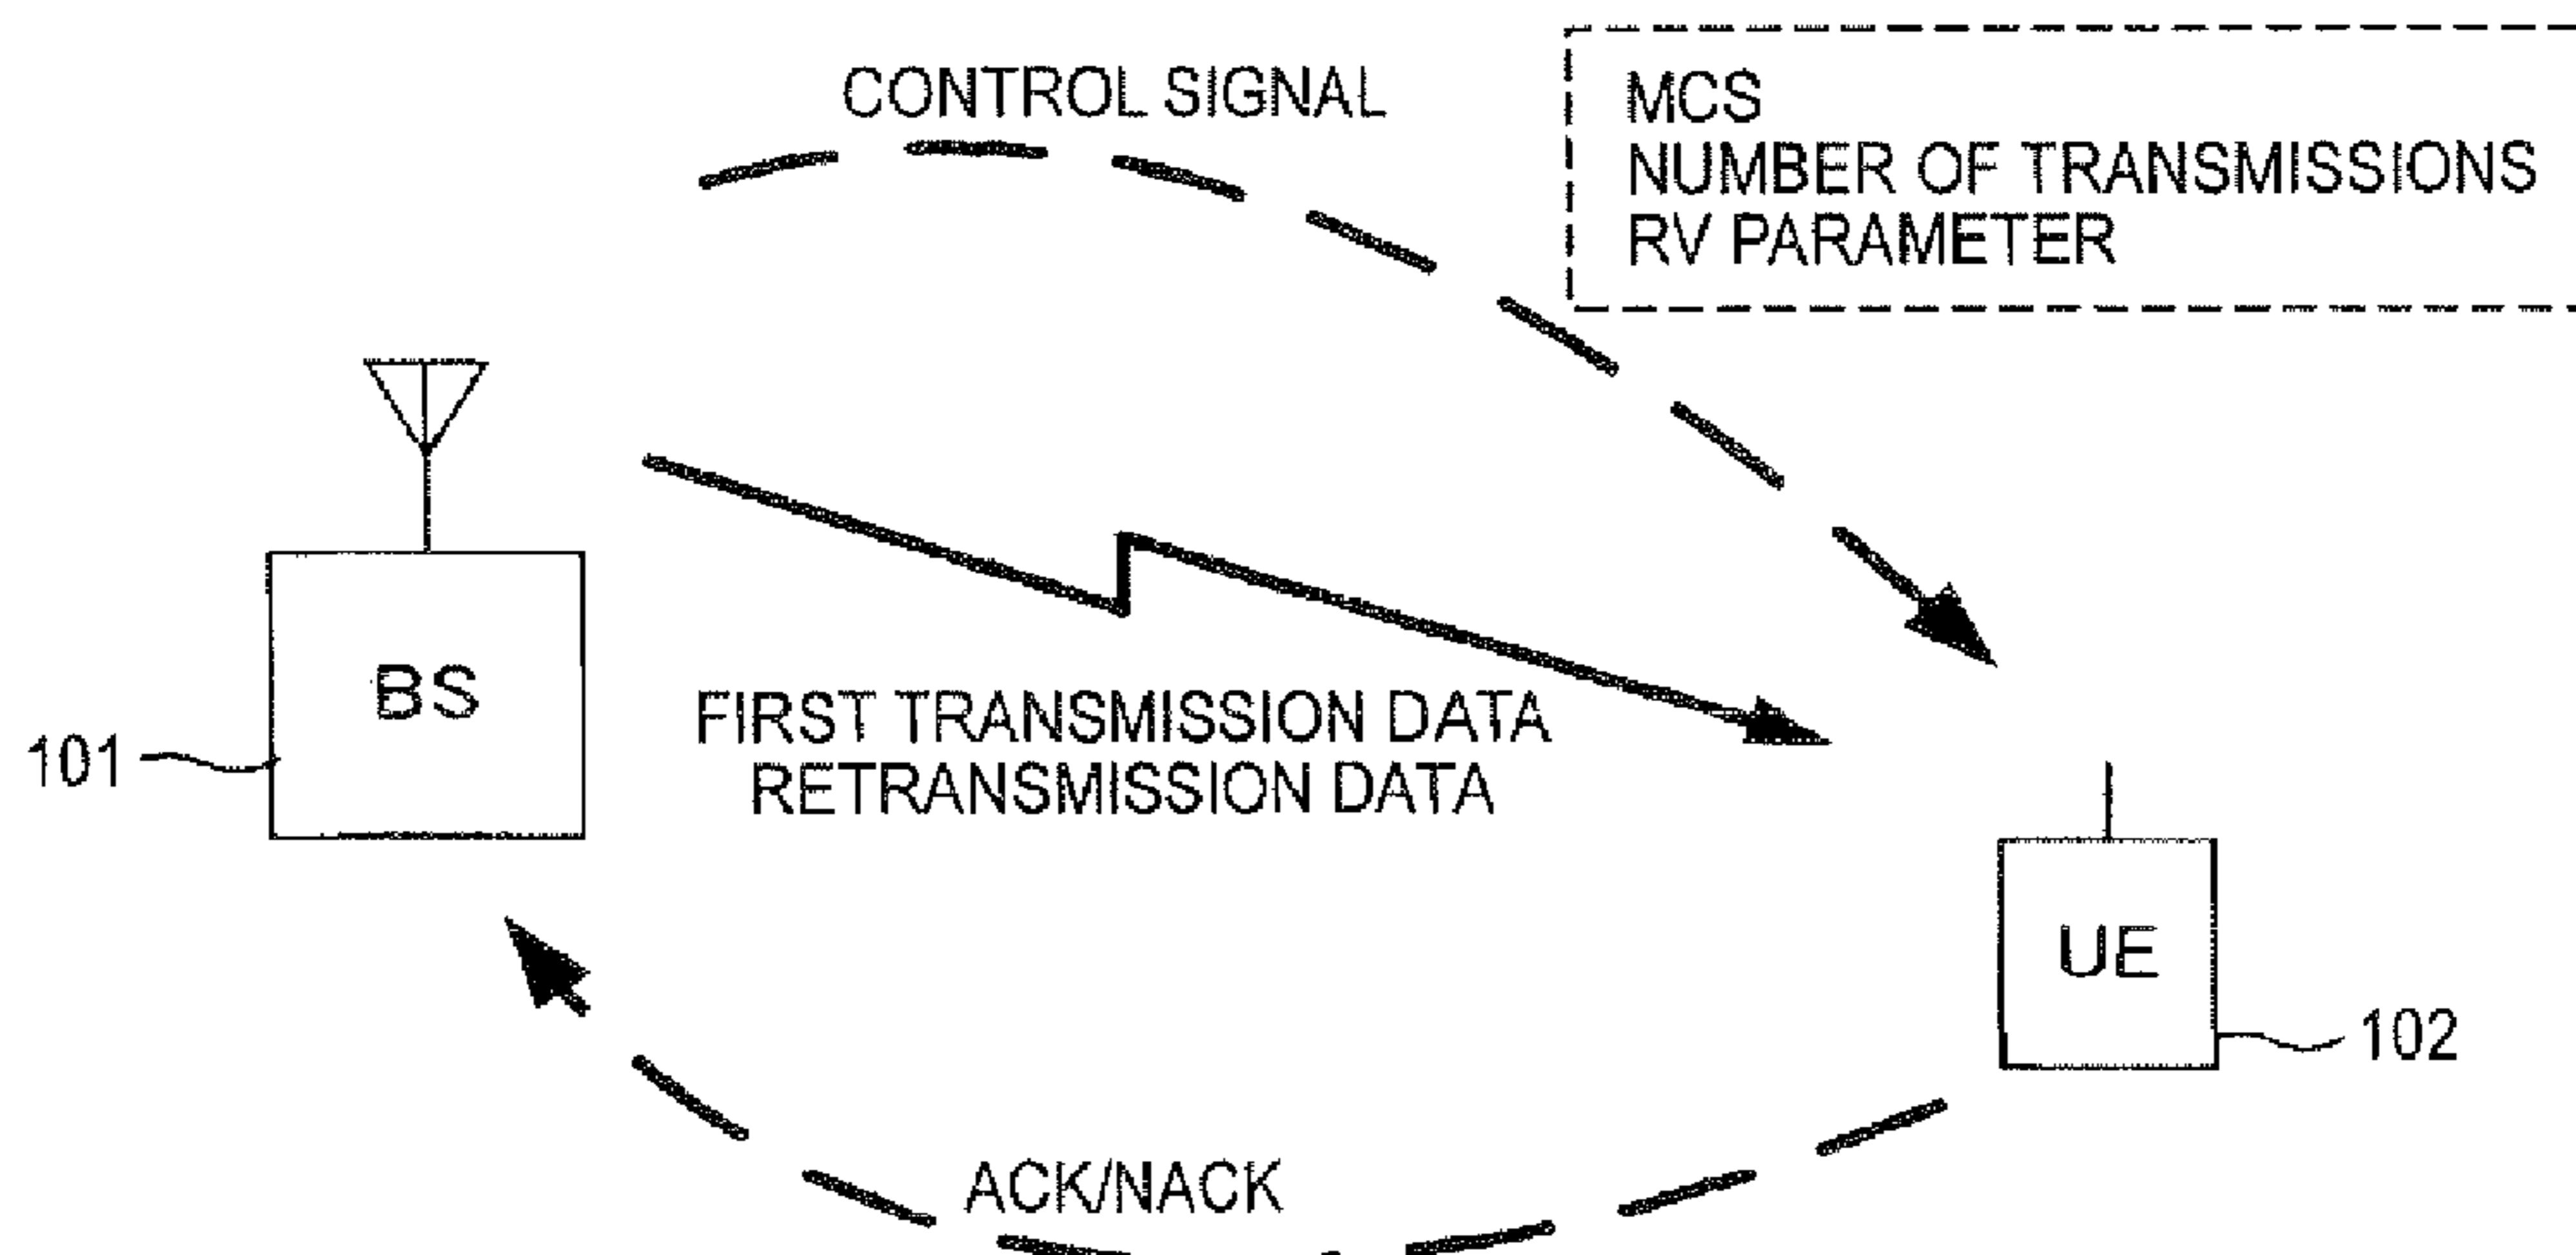 CONTROL SIGNAL
MCS
NUMBER OF TRANSMISSIONS
RV PARAMETER
BS
101
FIRST TRANSMISSION DATA
RETRANSMISSION DATA
UE
102
ACK/NACK